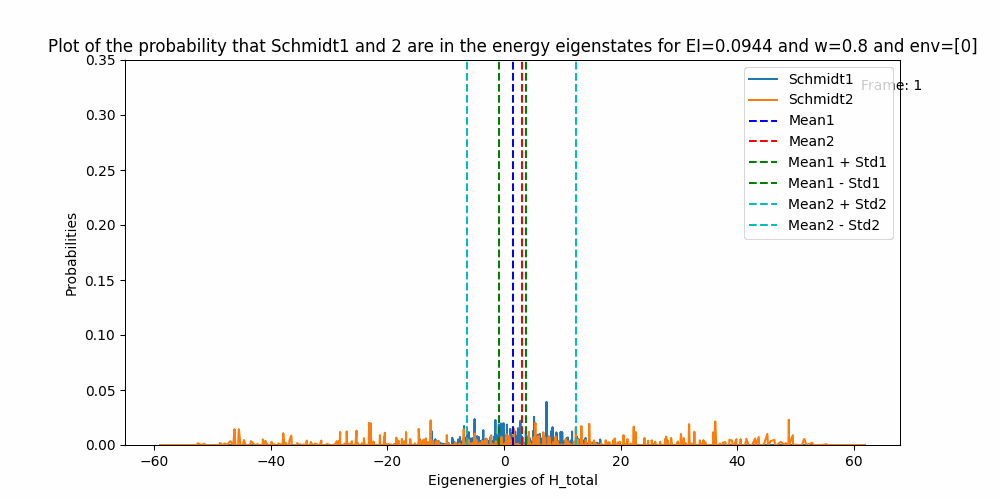 Plot of the probability that Schmidt1 and 2 are in the energy eigenstates for EI=0.0944 and w=0.8 and env=[0]
Frame: 1
Schmidt1
Schmidt2
Mean1
Mean2
Mean1 + Std1
Mean1 - Std1
Mean2 + Std2
Mean2 - Std2
Probabilities
0.35
0.30
0.25
0.20
0.15
0.10
0.05
0.00
−60 −40 −20 0 20 40 60
Eigenenergies of H_total